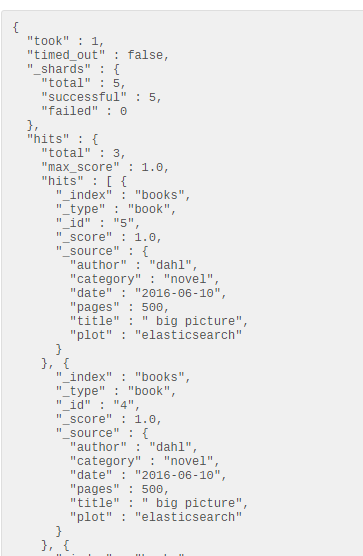 {
"took" : 1,
"timed_out" : false,
"_shards" : {
"total" : 5,
"successful" : 5,
"failed" : 0
},
"hits" : {
"total" : 3,
"max_score" : 1.0,
"hits" : [ {
"_index" : "books",
"_type" : "book",
"_id" : "5",
"_score" : 1.0,
"_source" : {
"author" : "dahl",
"category" : "novel",
"date" : "2016-06-10",
"pages" : 500,
"title" : " big picture",
"plot" : "elasticsearch"
}
}, {
"_index" : "books",
"_type" : "book",
"_id" : "4",
"_score" : 1.0,
"_source" : {
"author" : "dahl",
"category" : "novel",
"date" : "2016-06-10",
"pages" : 500,
"title" : " big picture",
"plot" : "elasticsearch"
}
}, {